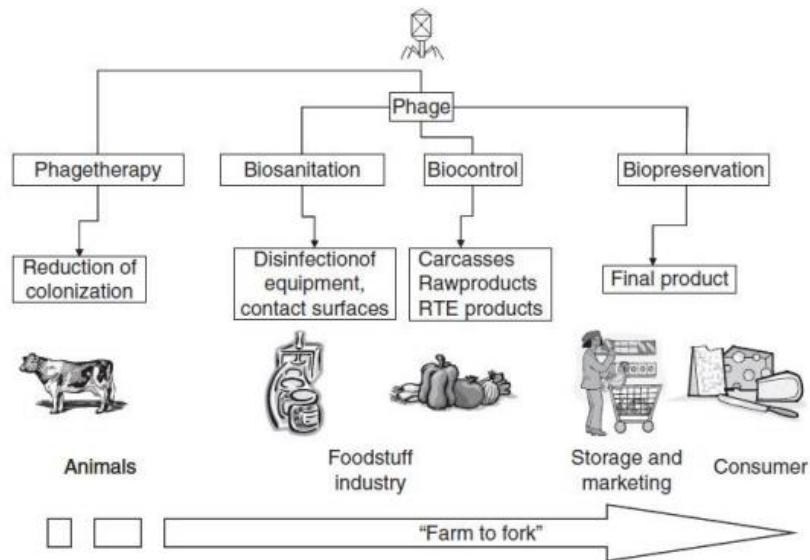 Phage
Phagetherapy
Biosanitation
Biocontrol
Biopreservation
Reduction of
colonization
Disinfectionof
equipment,
contact surfaces
Carcasses
Rawproducts
RTE products
Final product
Animals
Foodstuff
industry
Storage and
marketing
Consumer
"Farm to fork"